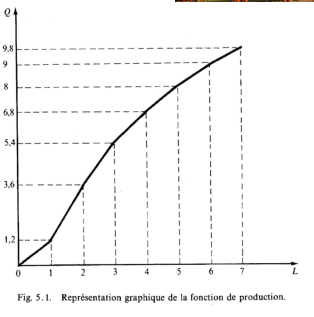 Q
9,8
9
8
6,8
5,4
3,6
1,2
0 1 2 3 4 5 6 7 L
Fig. 5.1. Représentation graphique de la fonction de production.